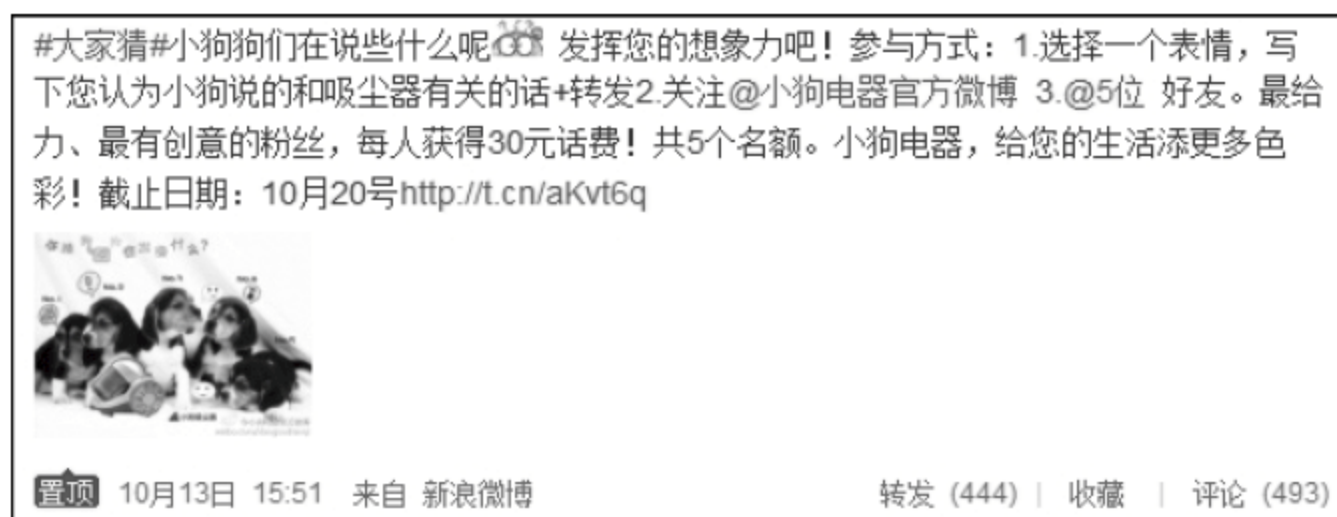 #大家猜#小狗狗们在说些什么呢 发挥您的想象力吧！参与方式：1.选择一个表情，写
下您认为小狗说的和吸尘器有关的话+转发2.关注@小狗电器官方微博 3.@5位 好友。最给
力、最有创意的粉丝，每人获得30元话费！共5个名额。小狗电器，给您的生活添更多色
彩！截止日期：10月20号http://t.cn/aKvt6q
什么?
置顶 10月13日 15:51 来自 新浪微博 转发 (444) | 收藏 | 评论 (493)